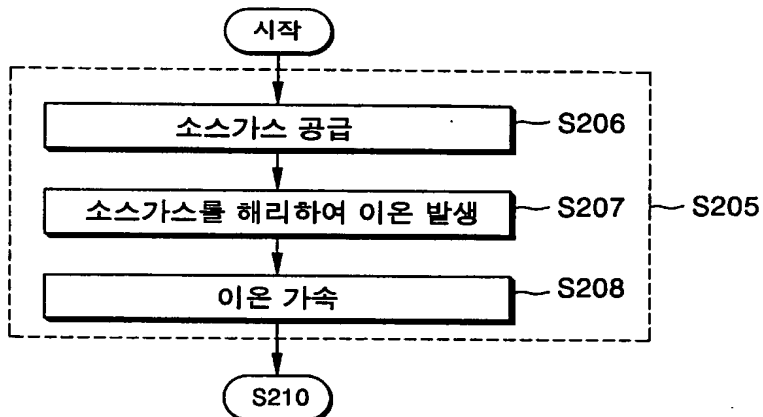 시작
소스가스 공급
S206
소스가스를 해리하여 이온 발생
S207
S205
이온 가속
S208
S210